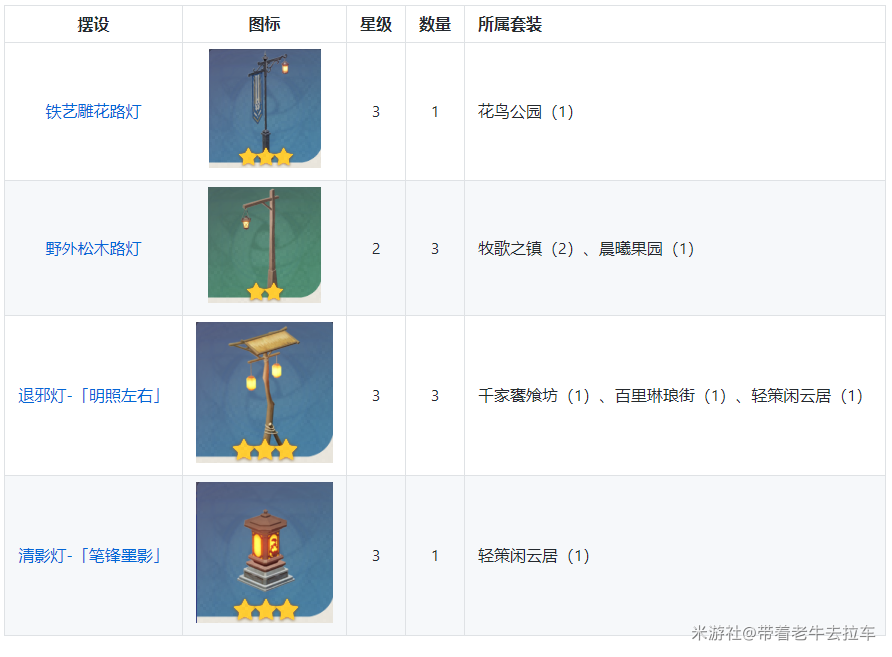 摆设 图标 星级 数量 所属套装
铁艺雕花路灯 3 1 花鸟公园（1）
野外松木路灯 2 3 牧歌之镇（2）、晨曦果园（1）
退邪灯-「明照左右」 3 3 千家饔飧坊（1）、百里琳琅街（1）、轻策闲云居（1）
清影灯-「笔锋墨影」 3 1 轻策闲云居（1）
米游社@带着老牛去拉车